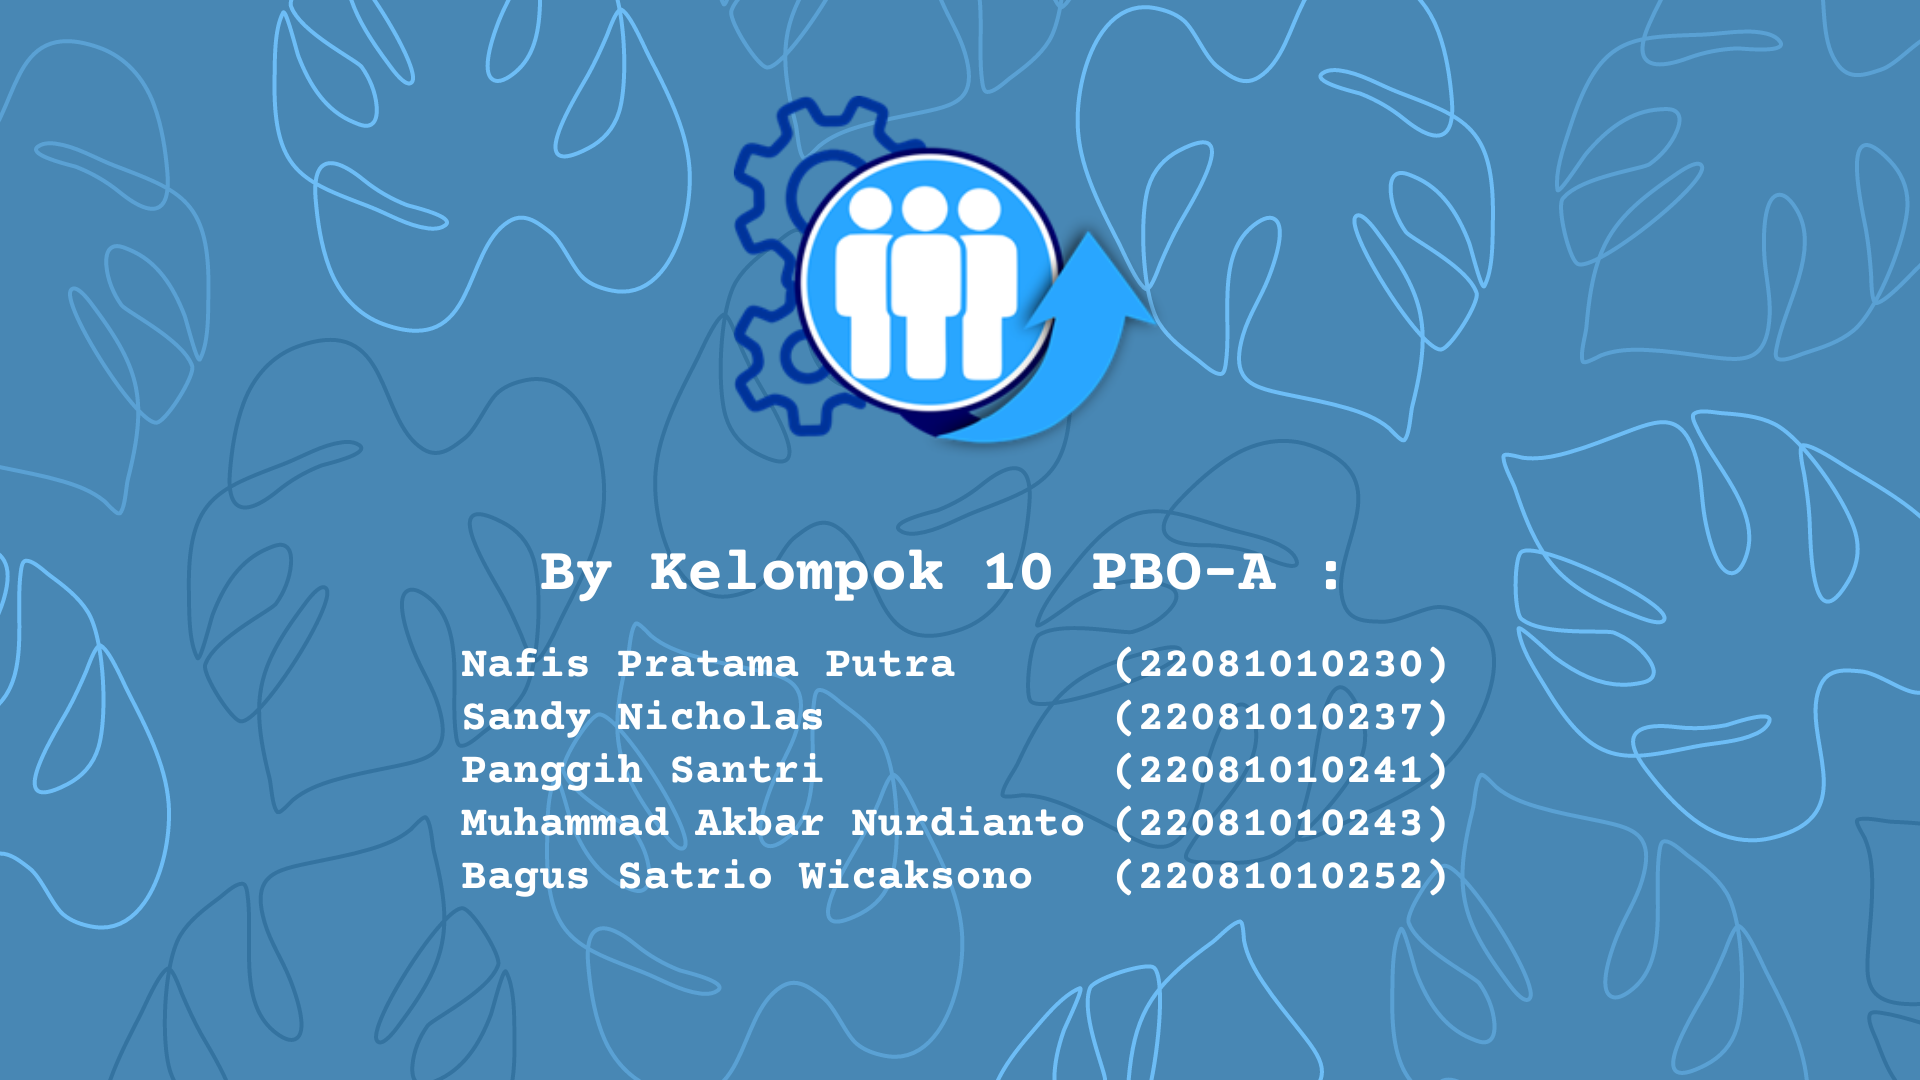 By Kelompok 10 PBO-A :
Nafis Pratama Putra (22081010230)
Sandy Nicholas (22081010237)
Panggih Santri (22081010241)
Muhammad Akbar Nurdianto (22081010243)
Bagus Satrio Wicaksono (22081010252)